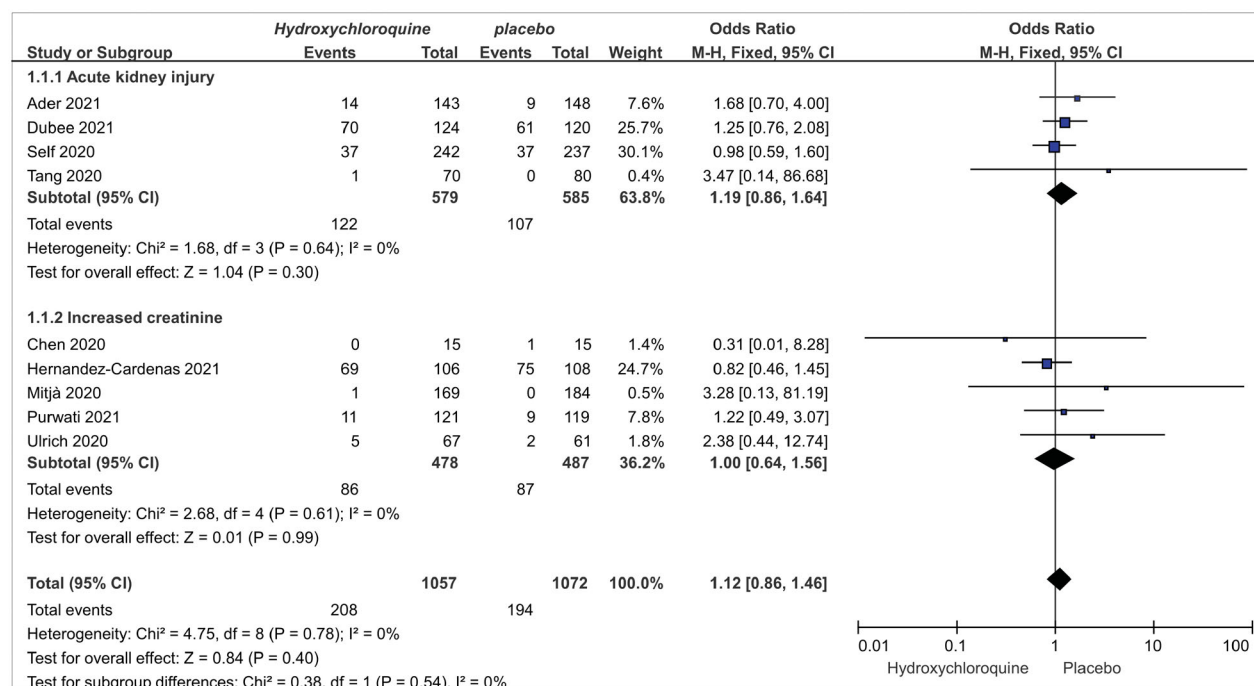 Hydroxychloroquine placebo Odds Ratio Odds Ratio
Study or Subgroup Events Total Events Total Weight M-H, Fixed, 95% CI M-H, Fixed, 95% CI
1.1.1 Acute kidney injury
Ader 2021 14 143 9 148 7.6% 1.68 [0.70, 4.00]
Dubee 2021 70 124 61 120 25.7% 1.25 [0.76, 2.08]
Self 2020 37 242 37 237 30.1% 0.98 [0.59, 1.60]
Tang 2020 1 70 0 80 0.4% 3.47 [0.14, 86.68]
Subtotal (95% CI) 579 585 63.8% 1.19 [0.86, 1.64]
Total events 122 107
Heterogeneity: Chi² = 1.68, df = 3 (P = 0.64); I² = 0%
Test for overall effect: Z = 1.04 (P = 0.30)
1.1.2 Increased creatinine
Chen 2020 0 15 1 15 1.4% 0.31 [0.01, 8.28]
Hernandez-Cardenas 2021 69 106 75 108 24.7% 0.82 [0.46, 1.45]
Mitjà 2020 1 169 0 184 0.5% 3.28 [0.13, 81.19]
Purwati 2021 11 121 9 119 7.8% 1.22 [0.49, 3.07]
Ulrich 2020 5 67 2 61 1.8% 2.38 [0.44, 12.74]
Subtotal (95% CI) 478 487 36.2% 1.00 [0.64, 1.56]
Total events 86 87
Heterogeneity: Chi² = 2.68, df = 4 (P = 0.61); I² = 0%
Test for overall effect: Z = 0.01 (P = 0.99)
Total (95% CI) 1057 1072 100.0% 1.12 [0.86, 1.46]
Total events 208 194
Heterogeneity: Chi² = 4.75, df = 8 (P = 0.78); I² = 0%
Test for overall effect: Z = 0.84 (P = 0.40)
Test for subgroup differences: Chi² = 0.38, df = 1 (P = 0.54), I² = 0%
0.01 0.1 1 10 100
Hydroxychloroquine Placebo